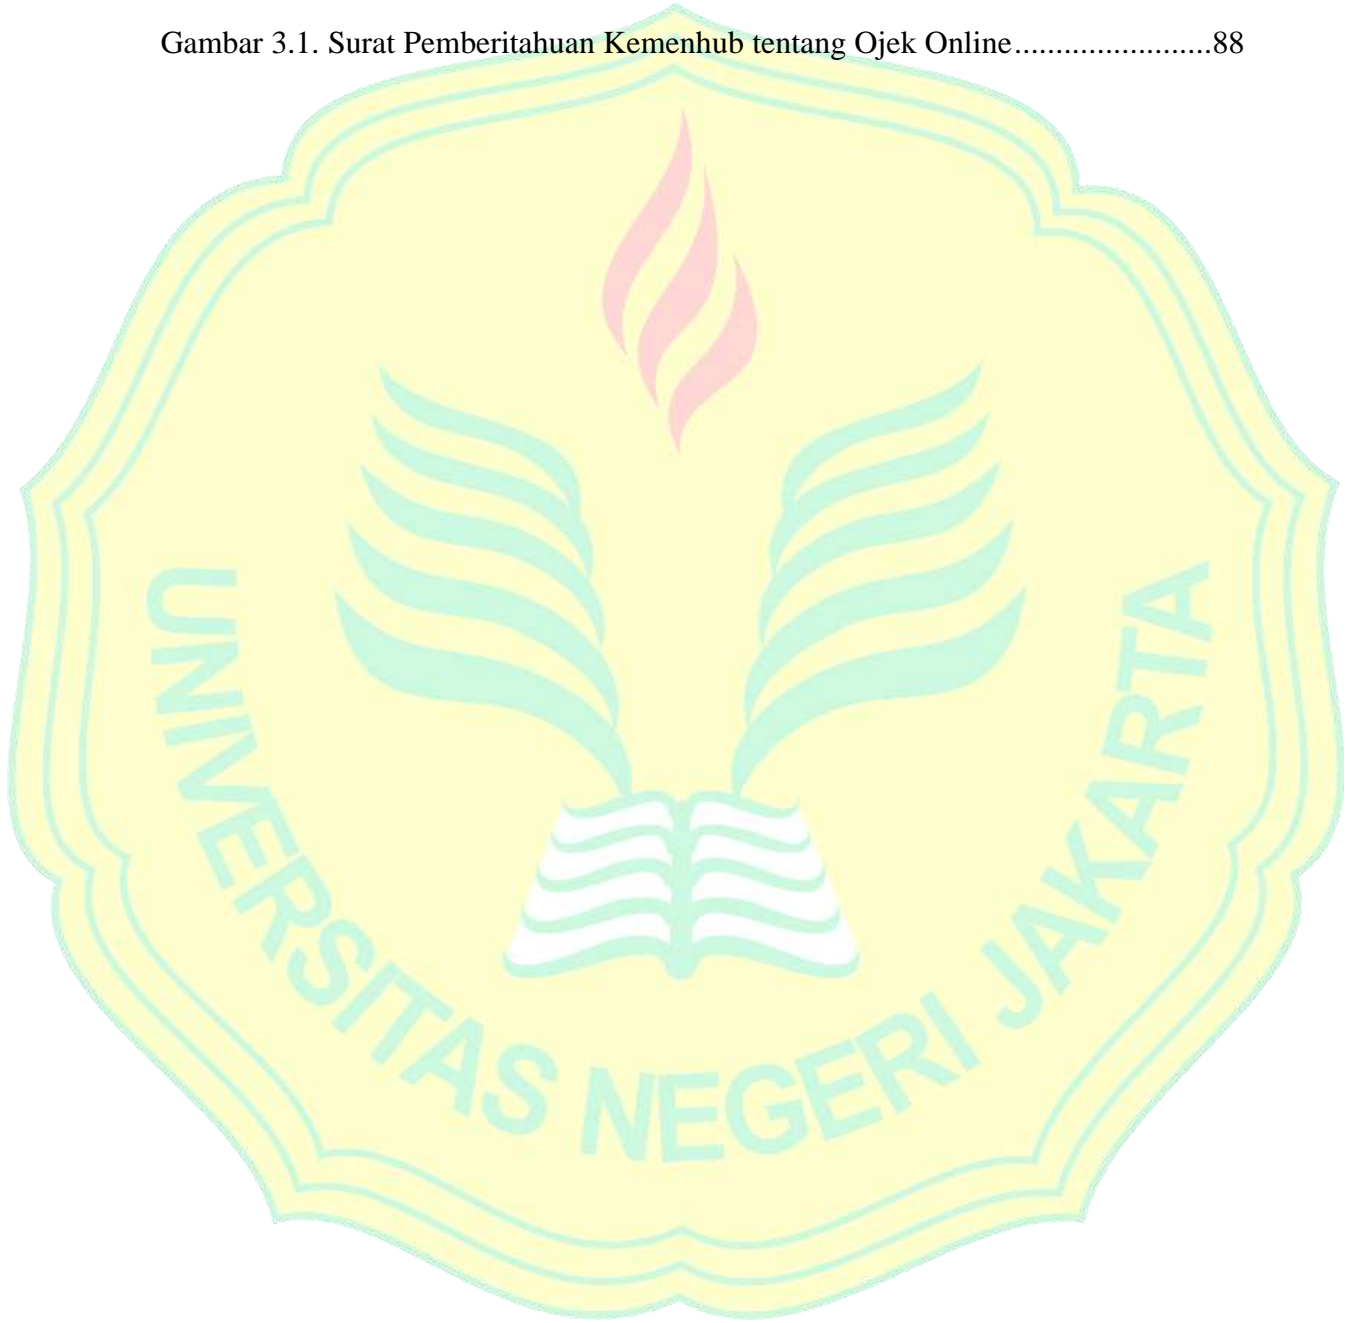 Gambar 3.1. Surat Pemberitahuan Kemenhub tentang Ojek Online........................88
UNIVERSITAS NEGERI JAKARTA